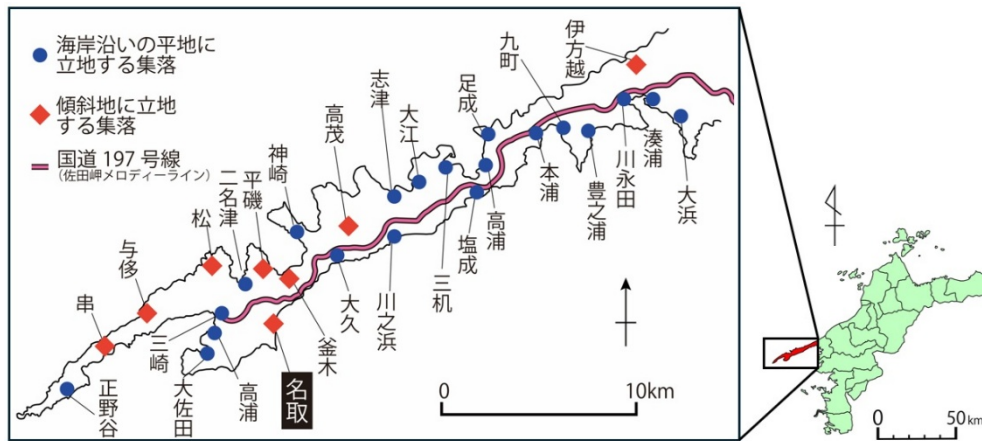 海岸沿いの平地に
立地する集落
傾斜地に立地
する集落
国道197号線
(佐田岬メロディーライン)
伊方越
九町
足成
志津
大江
高茂
神崎
平磯
二名津
松
与侈
串
正野谷
三崎
大佐田
高浦
名取
釜木
大久
川之浜
三机
塩成
高浦
本浦
豊之浦
川永田
湊浦
大浜
0 10km
0 50km